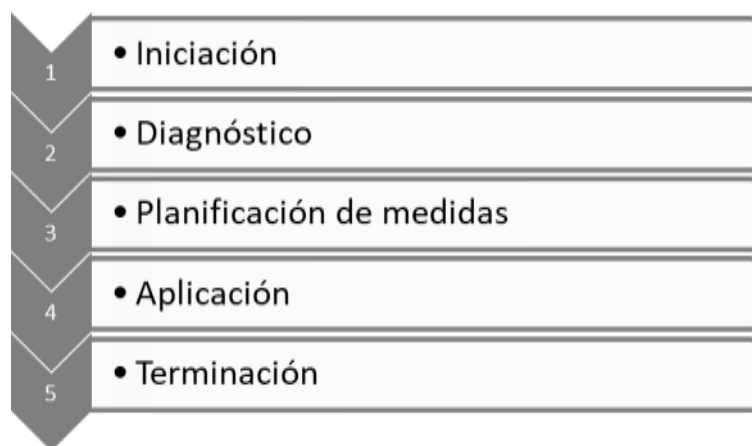 1 • Iniciación
2 • Diagnóstico
3 • Planificación de medidas
4 • Aplicación
5 • Terminación